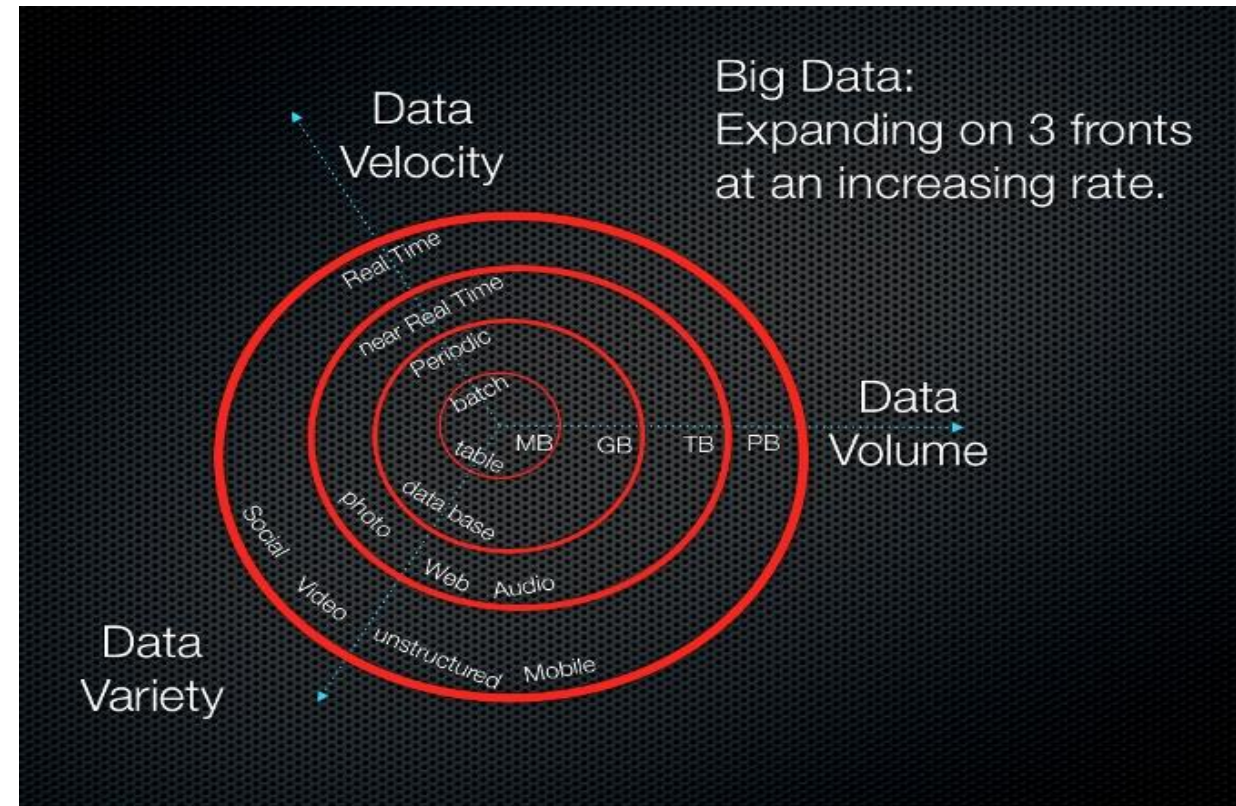 Big Data:
Expanding on 3 fronts
at an increasing rate.
Data
Velocity
Real Time
near Real Time
Periodic
batch
Data
Volume
MB GB TB PB
table
data base
photo Web Audio
Social Video unstructured Mobile
Data
Variety